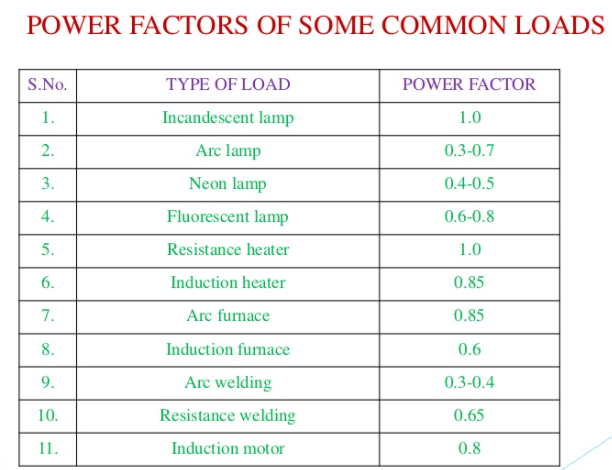 POWER FACTORS OF SOME COMMON LOADS
S.No. TYPE OF LOAD POWER FACTOR
1. Incandescent lamp 1.0
2. Arc lamp 0.3-0.7
3. Neon lamp 0.4-0.5
4. Fluorescent lamp 0.6-0.8
5. Resistance heater 1.0
6. Induction heater 0.85
7. Arc furnace 0.85
8. Induction furnace 0.6
9. Arc welding 0.3-0.4
10. Resistance welding 0.65
11. Induction motor 0.8